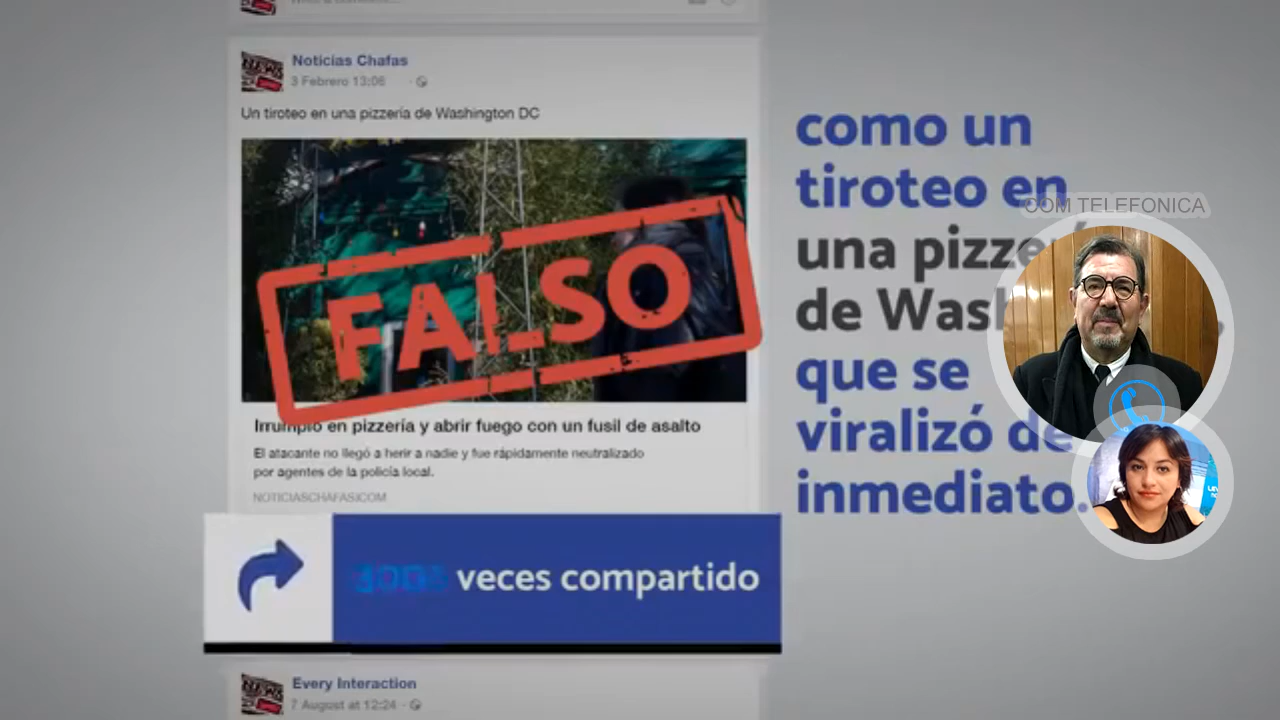 Noticias Chafas
3 Febrero 13:06
Un tiroteo en una pizzería de Washington DC
FALSO
Irrumpió en pizzería y abrir fuego con un fusil de asalto
El atacante no llegó a herir a nadie y fue rápidamente neutralizado
por agentes de la policía local.
NOTICIASCHAFAS.COM
veces compartido
Every Interaction
7 August at 12:24
como un
tiroteo en
una
de
que se
viralizó de
inmediato.
COM TELEFONICA